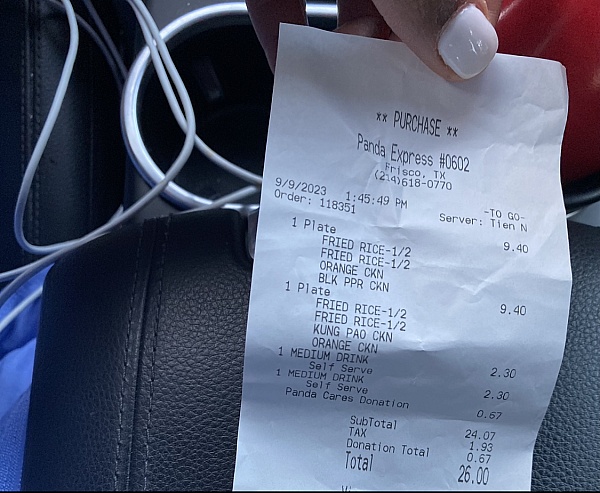 ** PURCHASE **
Panda Express #0602
Frisco, TX
(214)618-0770
9/9/2023 1:45:49 PM -TO GO-
Order: 118351 Server: Tien N
1 Plate 9.40
FRIED RICE-1/2
FRIED RICE-1/2
ORANGE CKN
BLK PPR CKN
1 Plate 9.40
FRIED RICE-1/2
FRIED RICE-1/2
KUNG PAO CKN
ORANGE CKN
1 MEDIUM DRINK 2.30
Self Serve
1 MEDIUM DRINK 2.30
Self Serve
Panda Cares Donation 0.67
SubTotal 24.07
TAX 1.93
Donation Total 0.67
Total 26.00